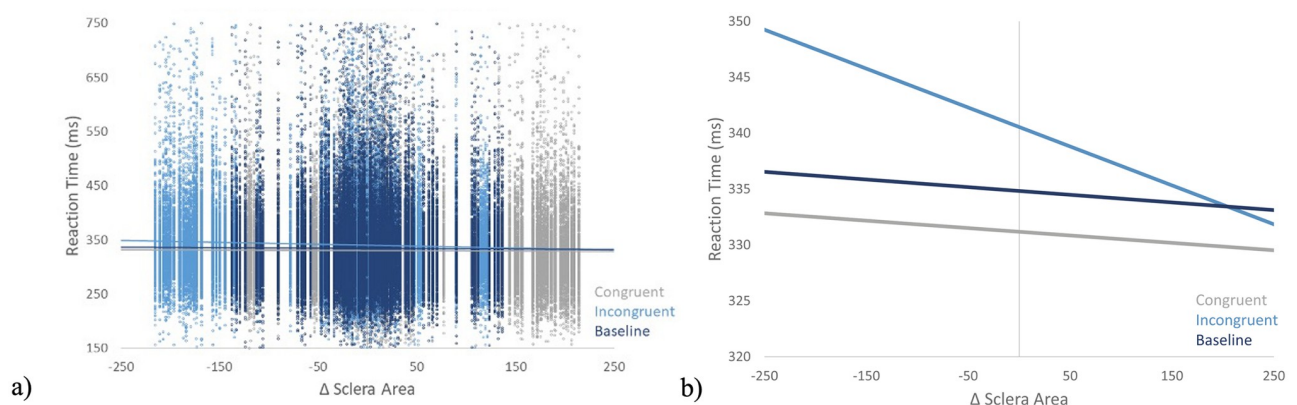 750
650
550
450
350
250
150
Reaction Time (ms)
-250 -150 -50 50 150 250
Δ Sclera Area
Congruent
Incongruent
Baseline
a)
350
345
340
335
330
325
320
Reaction Time (ms)
-250 -150 -50 50 150 250
Δ Sclera Area
Congruent
Incongruent
Baseline
b)